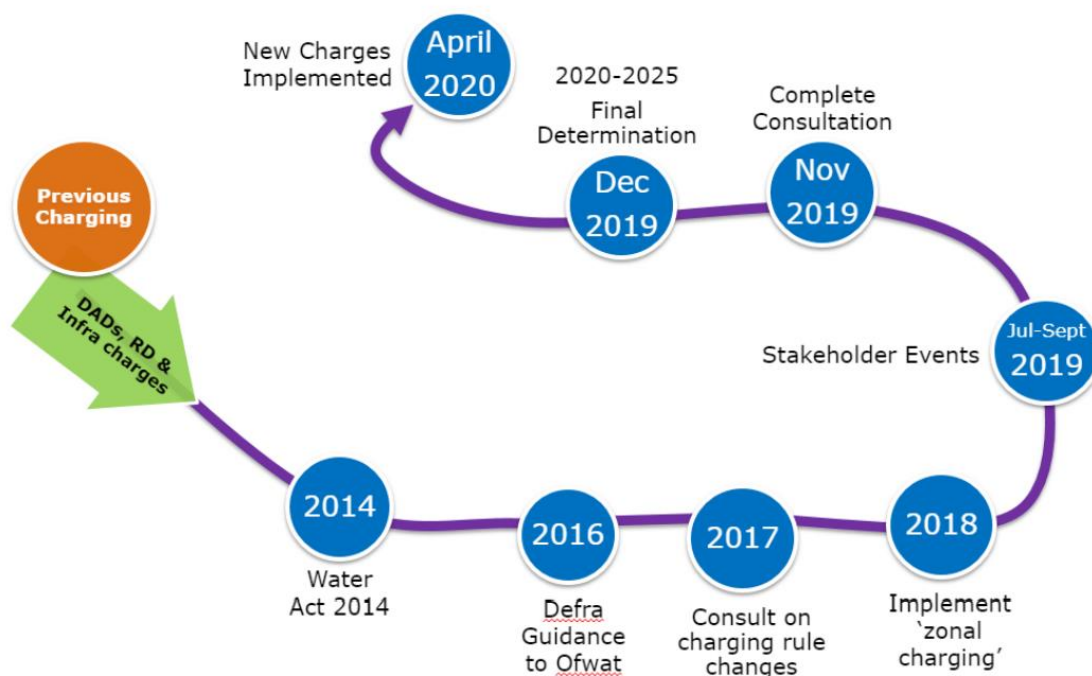 Previous
Charging
DADs, RD &
Infra charges
2014
Water
Act 2014
2016
Defra
Guidance
to Ofwat
2017
Consult on
charging rule
changes
2018
Implement
‘zonal
charging’
Jul-Sept
2019
Stakeholder Events
Nov
2019
Complete
Consultation
Dec
2019
2020-2025
Final
Determination
April
2020
New Charges
Implemented